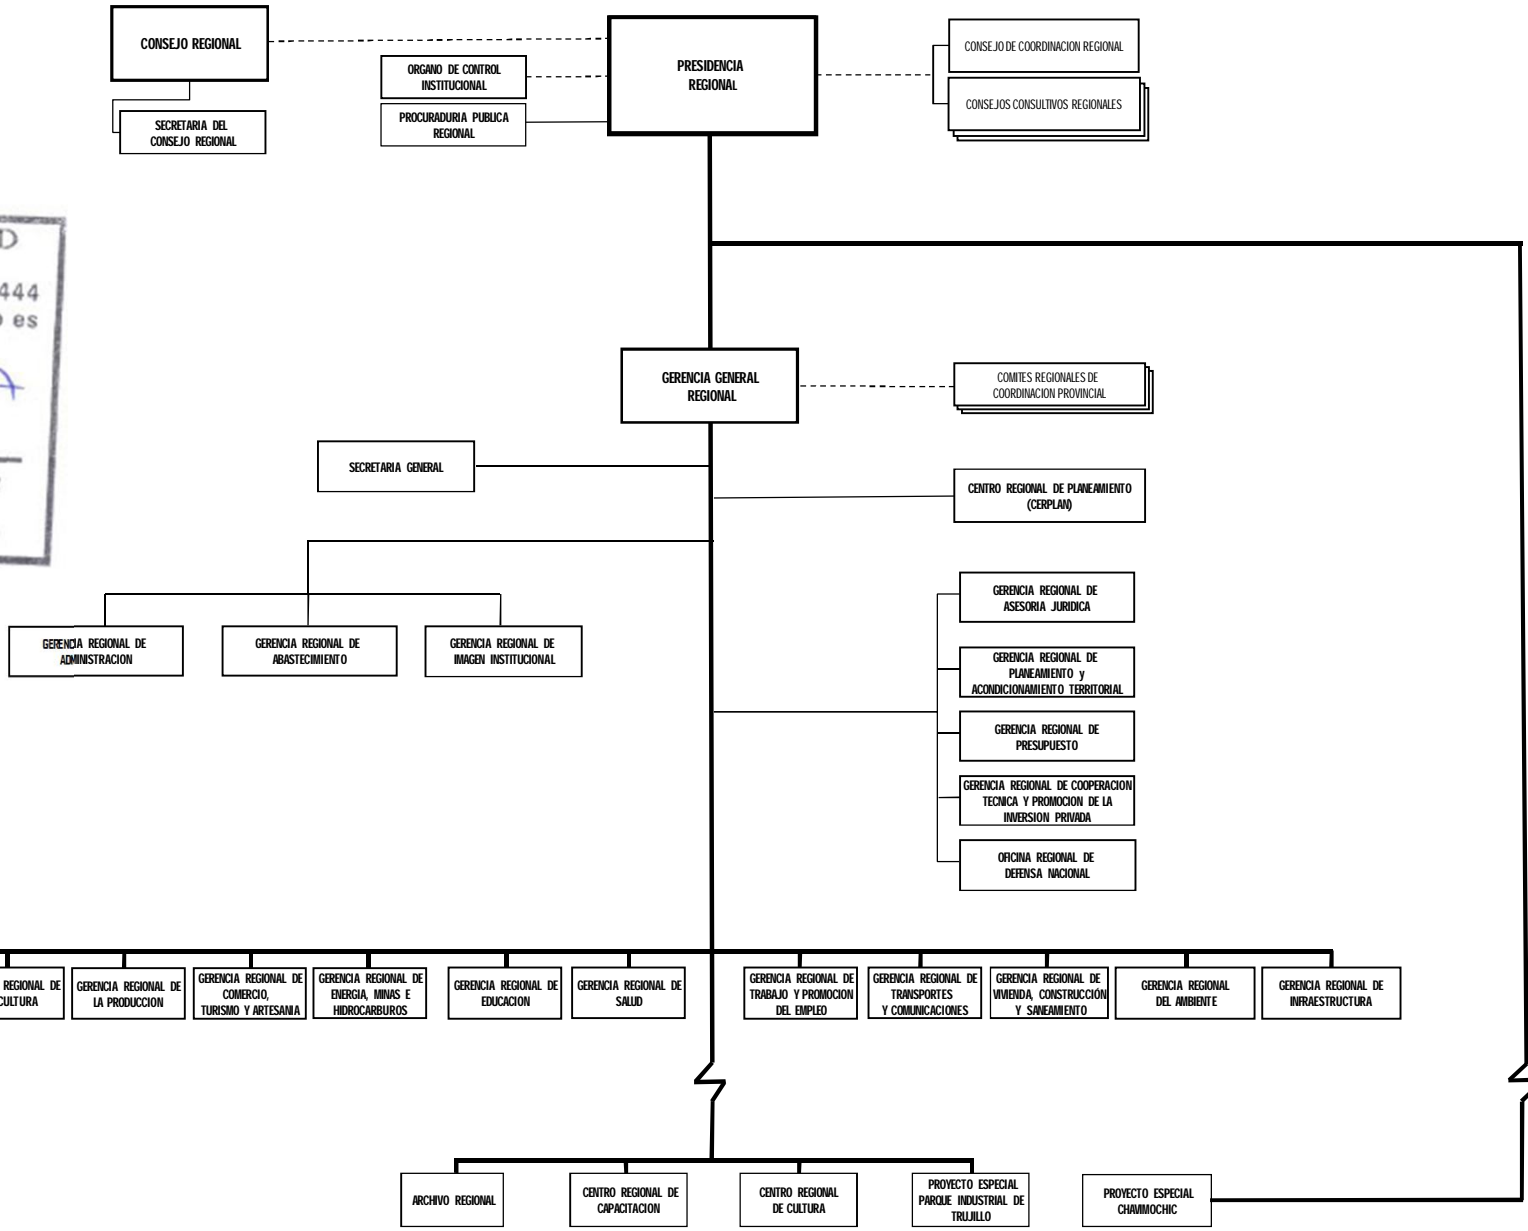 CONSEJO REGIONAL
SECRETARIA DEL
CONSEJO REGIONAL
ORGANO DE CONTROL
INSTITUCIONAL
PROCURADURIA PUBLICA
REGIONAL
PRESIDENCIA
REGIONAL
CONSEJO DE COORDINACION REGIONAL
CONSEJOS CONSULTIVOS REGIONALES
D
444
es
GERENCIA GENERAL
REGIONAL
COMITES REGIONALES DE
COORDINACION PROVINCIAL
SECRETARIA GENERAL
CENTRO REGIONAL DE PLANEAMIENTO
(CERPLAN)
GERENCIA REGIONAL DE
ADMINISTRACION
GERENCIA REGIONAL DE
ABASTECIMIENTO
GERENCIA REGIONAL DE
IMAGEN INSTITUCIONAL
GERENCIA REGIONAL DE
ASESORIA JURIDICA
GERENCIA REGIONAL DE
PLANEAMIENTO y
ACONDICIONAMIENTO TERRITORIAL
GERENCIA REGIONAL DE
PRESUPUESTO
GERENCIA REGIONAL DE COOPERACION
TECNICA Y PROMOCION DE LA
INVERSION PRIVADA
OFICINA REGIONAL DE
DEFENSA NACIONAL
REGIONAL DE
CULTURA
GERENCIA REGIONAL DE
LA PRODUCCION
GERENCIA REGIONAL DE
COMERCIO,
TURISMO Y ARTESANIA
GERENCIA REGIONAL DE
ENERGIA, MINAS E
HIDROCARBUROS
GERENCIA REGIONAL DE
EDUCACION
GERENCIA REGIONAL DE
SALUD
GERENCIA REGIONAL DE
TRABAJO Y PROMOCION
DEL EMPLEO
GERENCIA REGIONAL DE
TRANSPORTES
Y COMUNICACIONES
GERENCIA REGIONAL DE
VIVIENDA, CONSTRUCCIÓN
Y SANEAMIENTO
GERENCIA REGIONAL
DEL AMBIENTE
GERENCIA REGIONAL DE
INFRAESTRUCTURA
ARCHIVO REGIONAL
CENTRO REGIONAL DE
CAPACITACION
CENTRO REGIONAL
DE CULTURA
PROYECTO ESPECIAL
PARQUE INDUSTRIAL DE
TRUJILLO
PROYECTO ESPECIAL
CHAVIMOCHIC